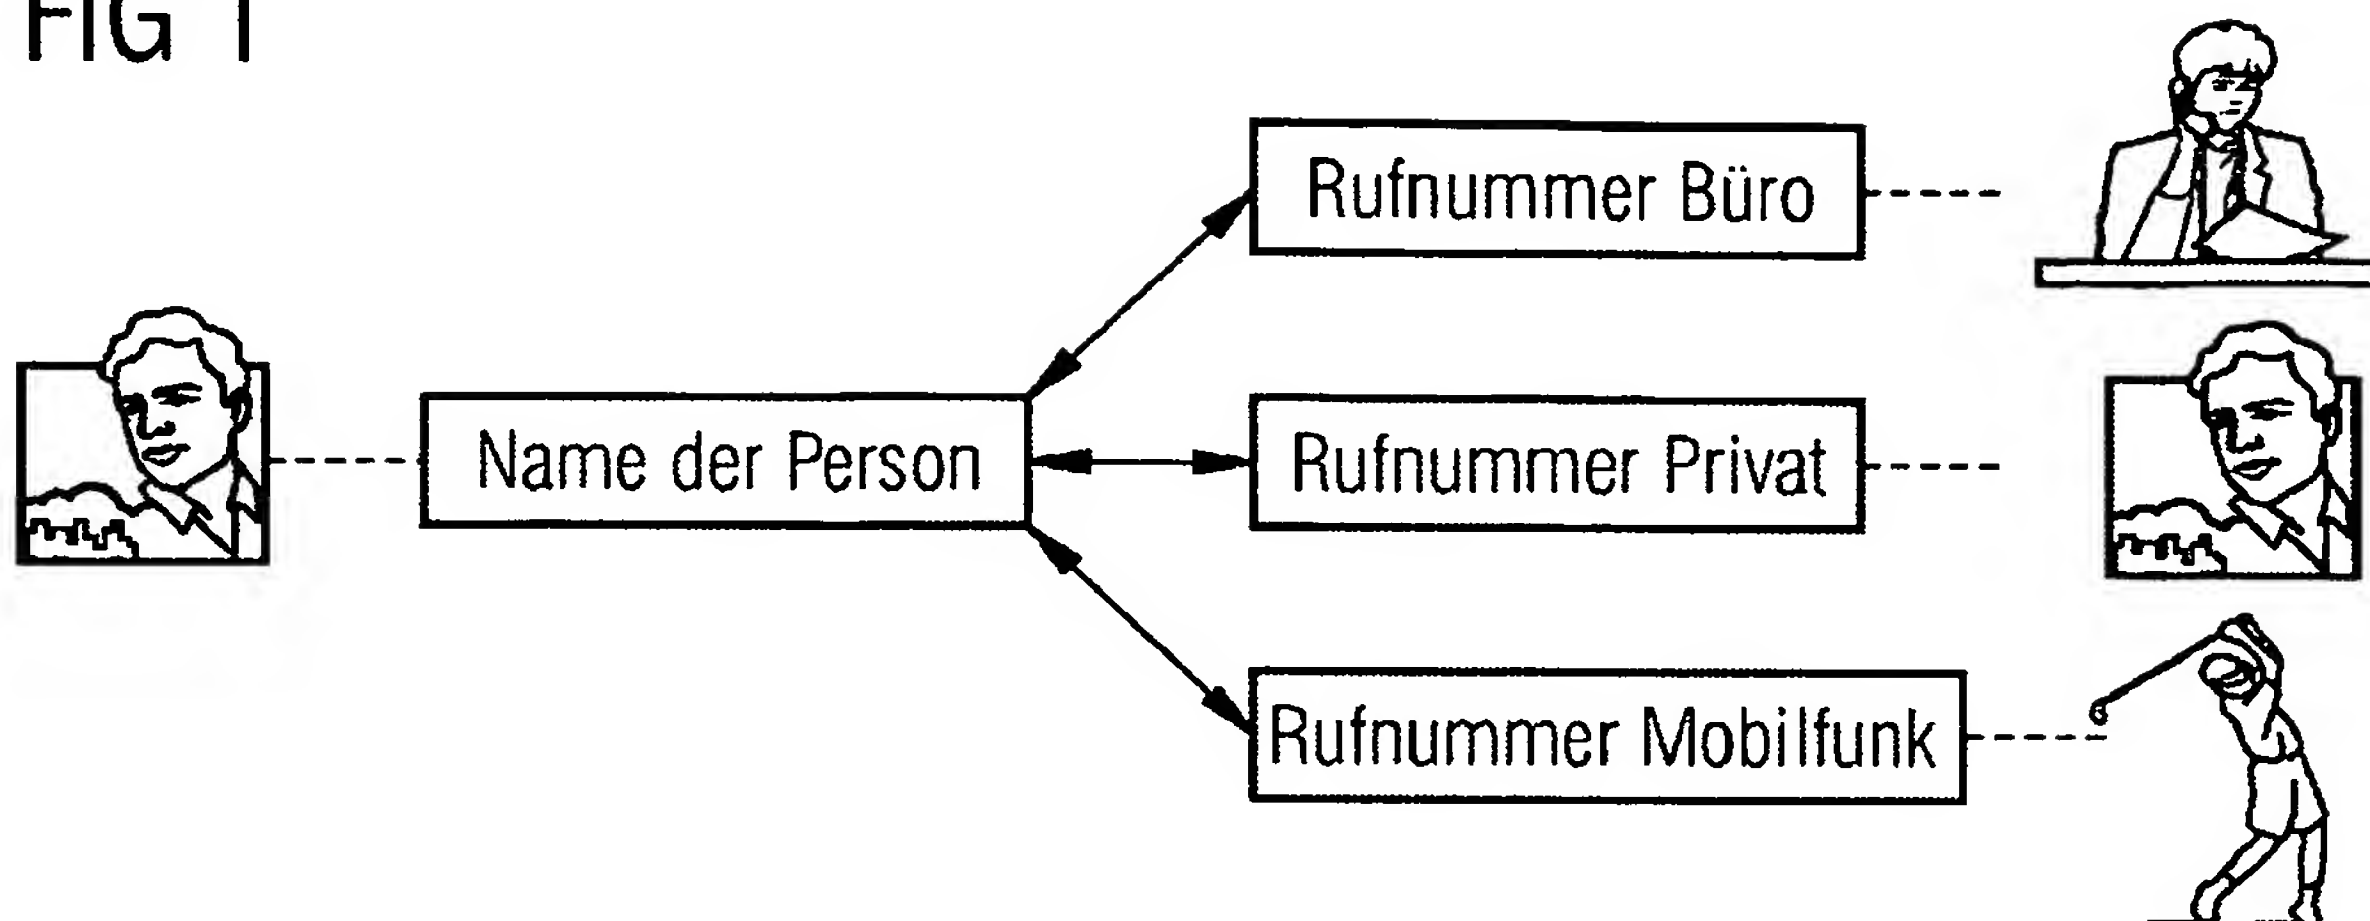 FIG 1
Rufnummer Büro
Name der Person
Rufnummer Privat
Rufnummer Mobilfunk